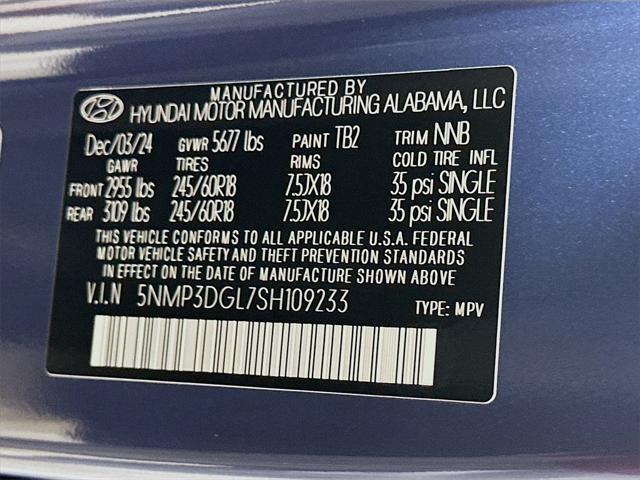 MANUFACTURED BY
HYUNDAI MOTOR MANUFACTURING ALABAMA, LLC
Dec/03/24 GVWR 5677 lbs PAINT TB2 TRIM NNB
GAWR TIRES RIMS COLD TIRE INFL
FRONT 2955 lbs 245/60R18 7.5JX18 35 psi SINGLE
REAR 3109 lbs 245/60R18 7.5JX18 35 psi SINGLE
THIS VEHICLE CONFORMS TO ALL APPLICABLE U.S.A. FEDERAL
MOTOR VEHICLE SAFETY AND THEFT PREVENTION STANDARDS
IN EFFECT ON THE DATE OF MANUFACTURE SHOWN ABOVE.
V.I.N 5NMP3DGL7SH109233 TYPE: MPV